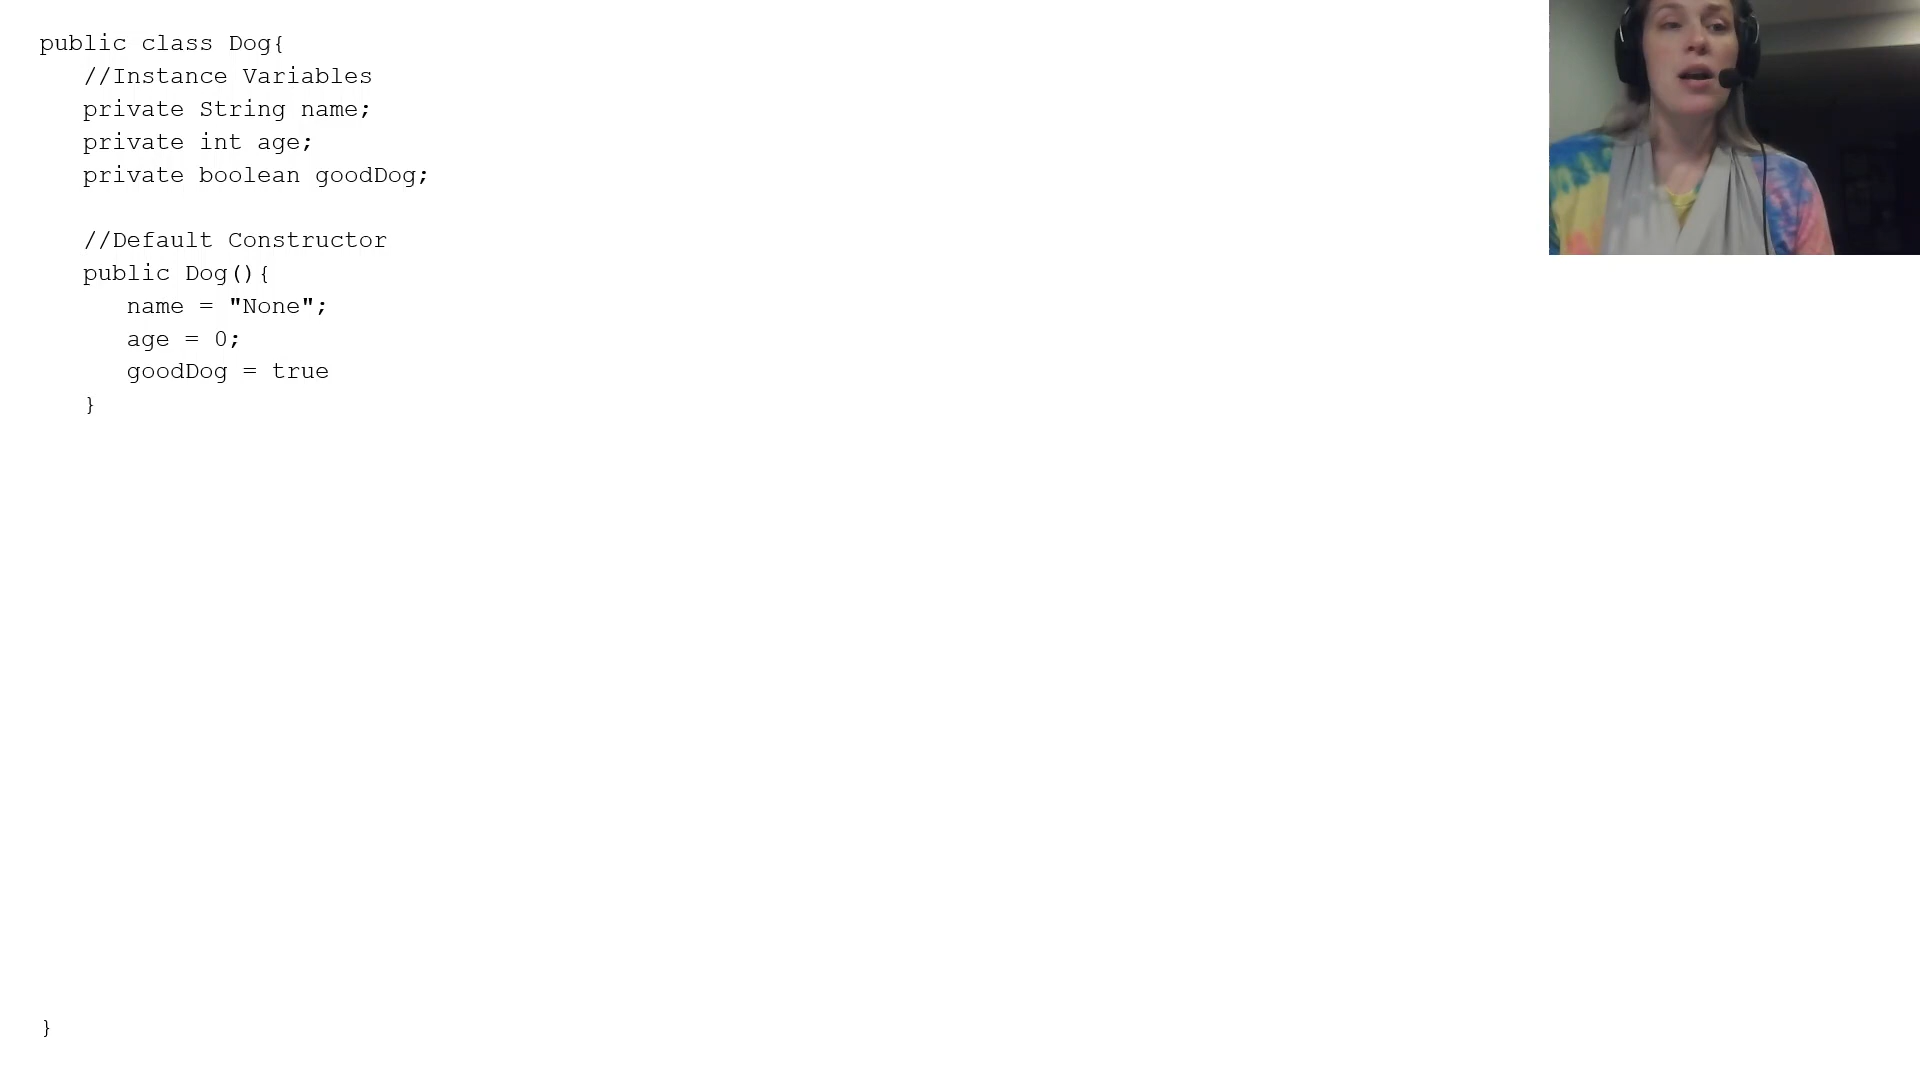 public class Dog{
//Instance Variables
private String name;
private int age;
private boolean goodDog;
//Default Constructor
public Dog(){
name = "None";
age = 0;
goodDog = true
}
}